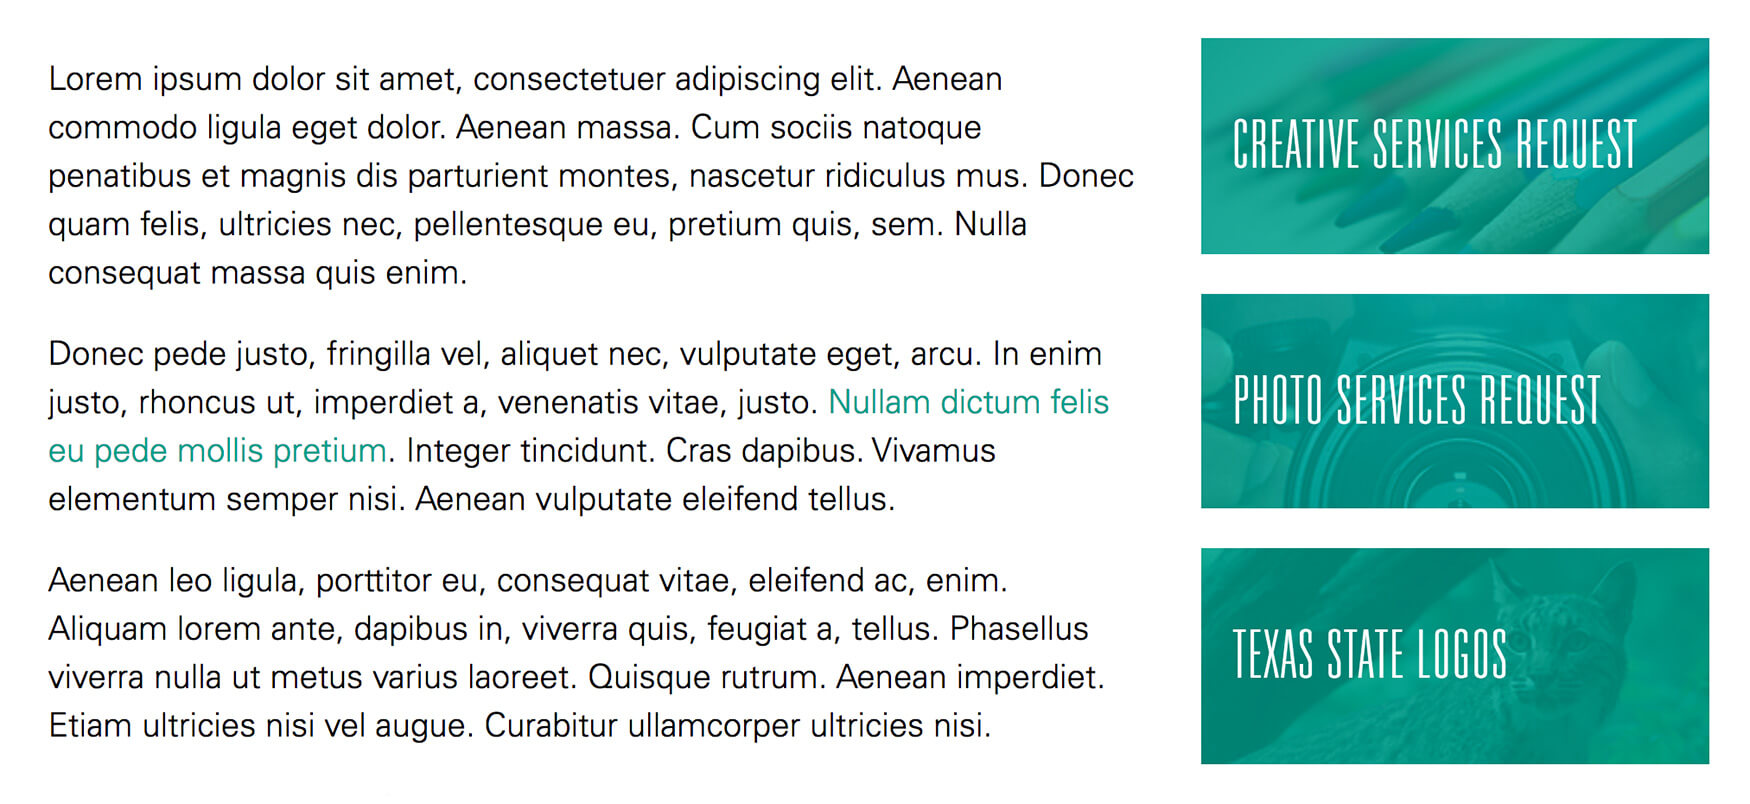 Lorem ipsum dolor sit amet, consectetuer adipiscing elit. Aenean
commodo ligula eget dolor. Aenean massa. Cum sociis natoque
penatibus et magnis dis parturient montes, nascetur ridiculus mus. Donec
quam felis, ultricies nec, pellentesque eu, pretium quis, sem. Nulla
consequat massa quis enim.
Donec pede justo, fringilla vel, aliquet nec, vulputate eget, arcu. In enim
justo, rhoncus ut, imperdiet a, venenatis vitae, justo. Nullam dictum felis
eu pede mollis pretium. Integer tincidunt. Cras dapibus. Vivamus
elementum semper nisi. Aenean vulputate eleifend tellus.
Aenean leo ligula, porttitor eu, consequat vitae, eleifend ac, enim.
Aliquam lorem ante, dapibus in, viverra quis, feugiat a, tellus. Phasellus
viverra nulla ut metus varius laoreet. Quisque rutrum. Aenean imperdiet.
Etiam ultricies nisi vel augue. Curabitur ullamcorper ultricies nisi.
CREATIVE SERVICES REQUEST
PHOTO SERVICES REQUEST
TEXAS STATE LOGOS